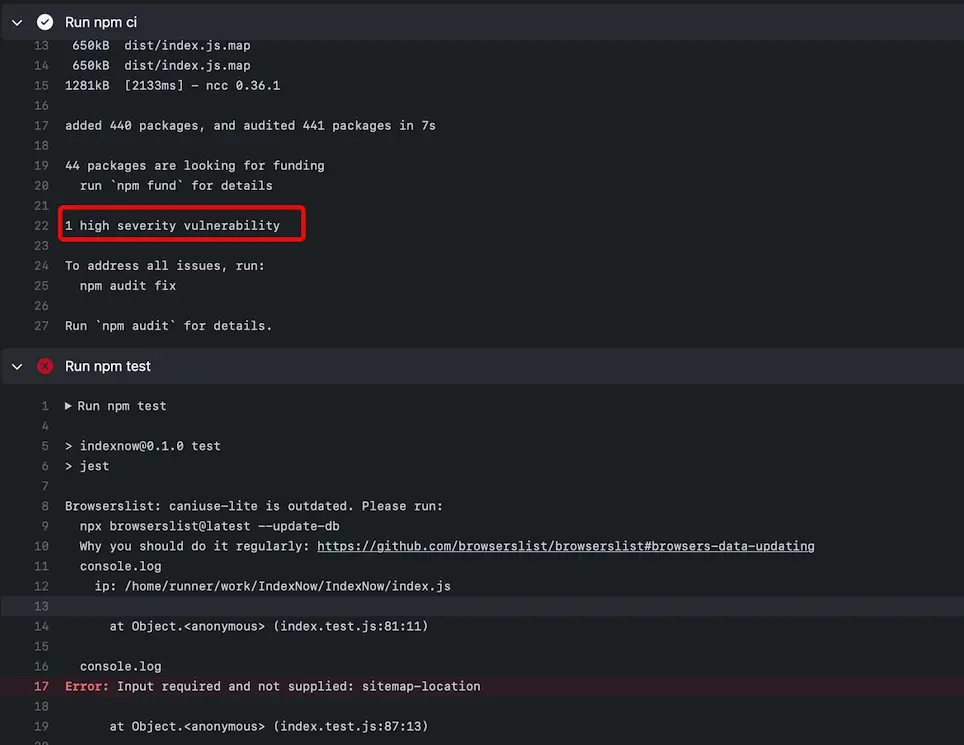 Run npm ci
13 650kB dist/index.js.map
14 650kB dist/index.js.map
15 1281kB [2133ms] - ncc 0.36.1
16
17 added 440 packages, and audited 441 packages in 7s
18
19 44 packages are looking for funding
20 run `npm fund` for details
21
22 1 high severity vulnerability
23
24 To address all issues, run:
25 npm audit fix
26
27 Run `npm audit` for details.
Run npm test
1 Run npm test
4
5 > indexnow@0.1.0 test
6 > jest
7
8 Browserslist: caniuse-lite is outdated. Please run:
9 npx browserslist@latest --update-db
10 Why you should do it regularly: https://github.com/browserslist/browserslist#browsers-data-updating
11 console.log
12 ip: /home/runner/work/IndexNow/IndexNow/index.js
13
14 at Object.<anonymous> (index.test.js:81:11)
15
16 console.log
17 Error: Input required and not supplied: sitemap-location
18
19 at Object.<anonymous> (index.test.js:87:13)
20